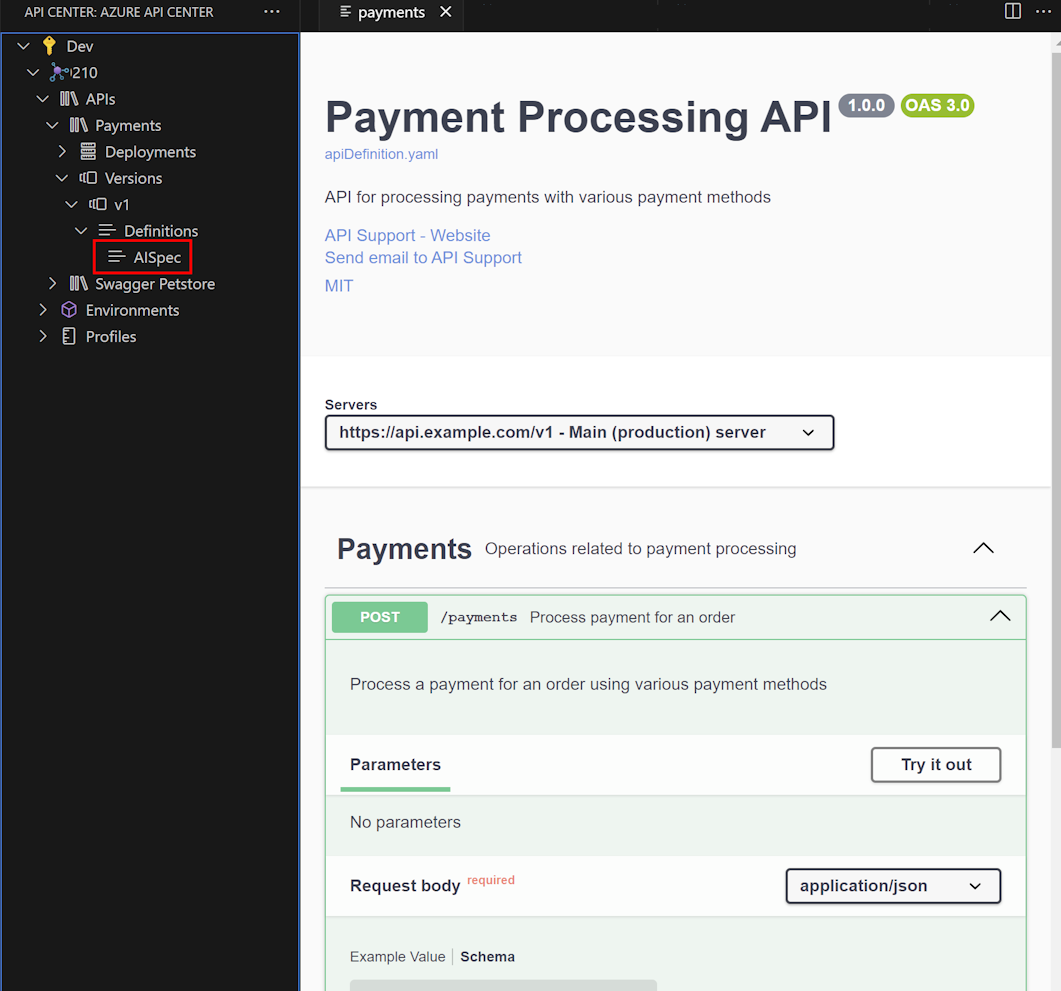 API CENTER: AZURE API CENTER ...
payments
Dev
210
APIs
Payments
Deployments
Versions
v1
Definitions
AISpec
Swagger Petstore
Environments
Profiles
Payment Processing API 1.0.0 OAS 3.0
apiDefinition.yaml
API for processing payments with various payment methods
API Support - Website
Send email to API Support
MIT
Servers
https://api.example.com/v1 - Main (production) server
Payments Operations related to payment processing
POST /payments Process payment for an order
Process a payment for an order using various payment methods
Parameters Try it out
No parameters
Request body required application/json
Example Value Schema